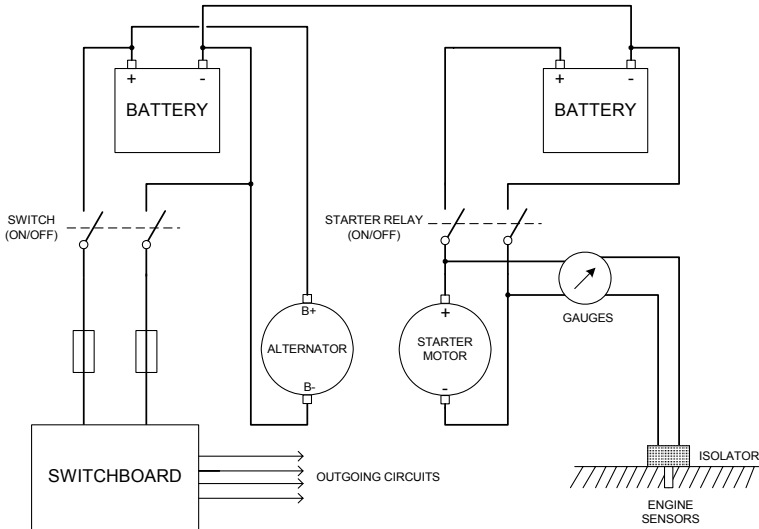 +
-
BATTERY
+
-
BATTERY
SWITCH
(ON/OFF)
STARTER RELAY
(ON/OFF)
B+
ALTERNATOR
B-
+
STARTER
MOTOR
-
GAUGES
SWITCHBOARD
OUTGOING CIRCUITS
ISOLATOR
ENGINE
SENSORS